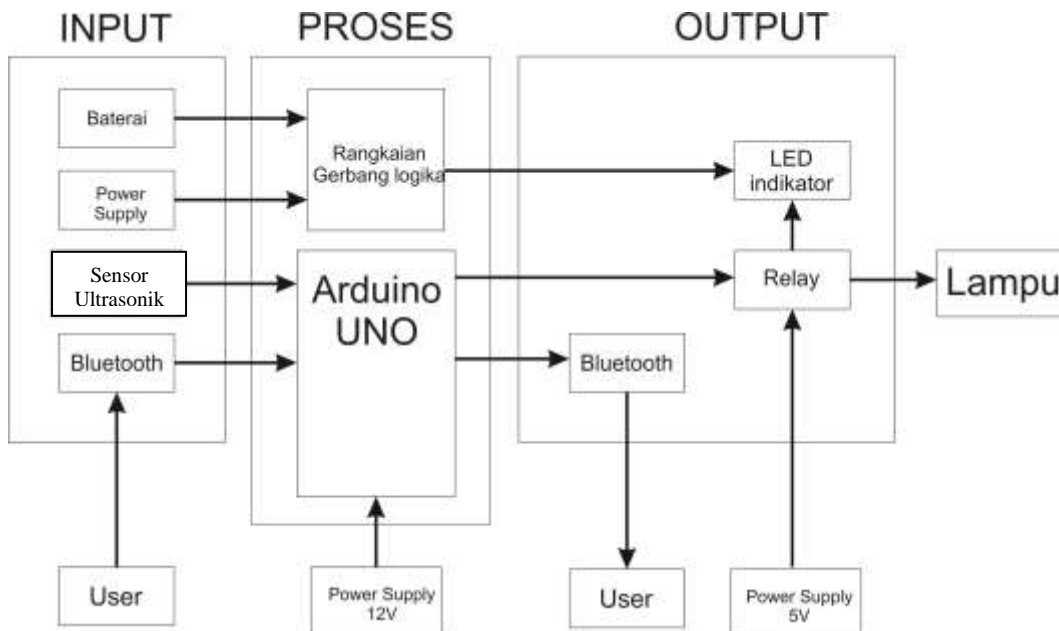 INPUT
PROSES
OUTPUT
Baterai
Power
Supply
Sensor
Ultrasonik
Bluetooth
User
Rangkaian
Gerbang logika
Arduino
UNO
Power Supply
12V
LED
indikator
Relay
Bluetooth
User
Power Supply
5V
Lampu